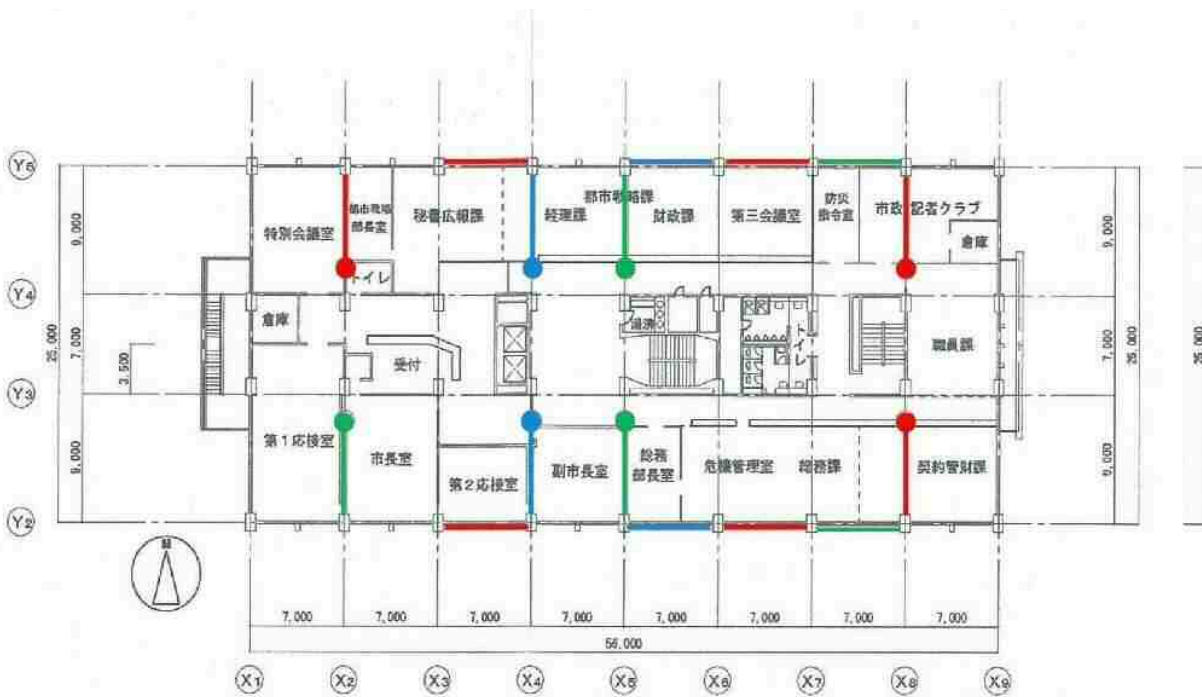 Y5
都市戦略課
防災
指令室
特別会議室
都市戦略
部長室
秘書広報課
経理課
財政課
第三会議室
市政記者クラブ
倉庫
9,000
9,000
トイレ
Y4
倉庫
湯沸
トイレ
25,000
7,000
3,500
受付
職員課
7,000
25,000
25,000
Y3
第1応接室
市長室
第2応接室
副市長室
総務
部長室
危機管理室
総務課
契約管財課
9,000
9,000
Y2
7,000
7,000
7,000
7,000
7,000
7,000
7,000
7,000
56,000
X1
X2
X3
X4
X5
X6
X7
X8
X9